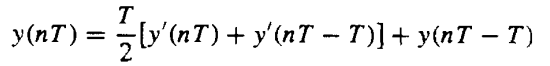 y(nT) = T/2 [y′(nT) + y′(nT − T)] + y(nT − T)